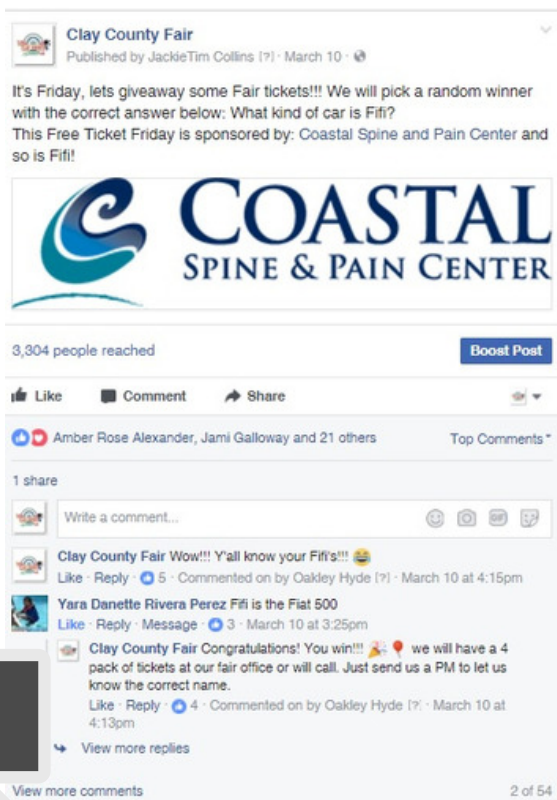 Clay County Fair
Published by JackieTim Collins [?] · March 10 ·
It's Friday, lets giveaway some Fair tickets!!! We will pick a random winner
with the correct answer below: What kind of car is Fifi?
This Free Ticket Friday is sponsored by: Coastal Spine and Pain Center and
so is Fifi!
COASTAL
SPINE & PAIN CENTER
3,304 people reached
Boost Post
Like Comment Share
Amber Rose Alexander, Jami Galloway and 21 others Top Comments
1 share
Write a comment...
GIF
Clay County Fair Wow!!! Y'all know your Fifi's!!! 😂
Like · Reply · 5 · Commented on by Oakley Hyde [?] · March 10 at 4:15pm
Yara Danette Rivera Perez Fifi is the Fiat 500
Like · Reply · Message · 3 · March 10 at 3:25pm
Clay County Fair Congratulations! You win!!! 🎉 🎈 we will have a 4
pack of tickets at our fair office or will call. Just send us a PM to let us
know the correct name.
Like · Reply · 4 · Commented on by Oakley Hyde [?] · March 10 at
4:13pm
View more replies
View more comments 2 of 54